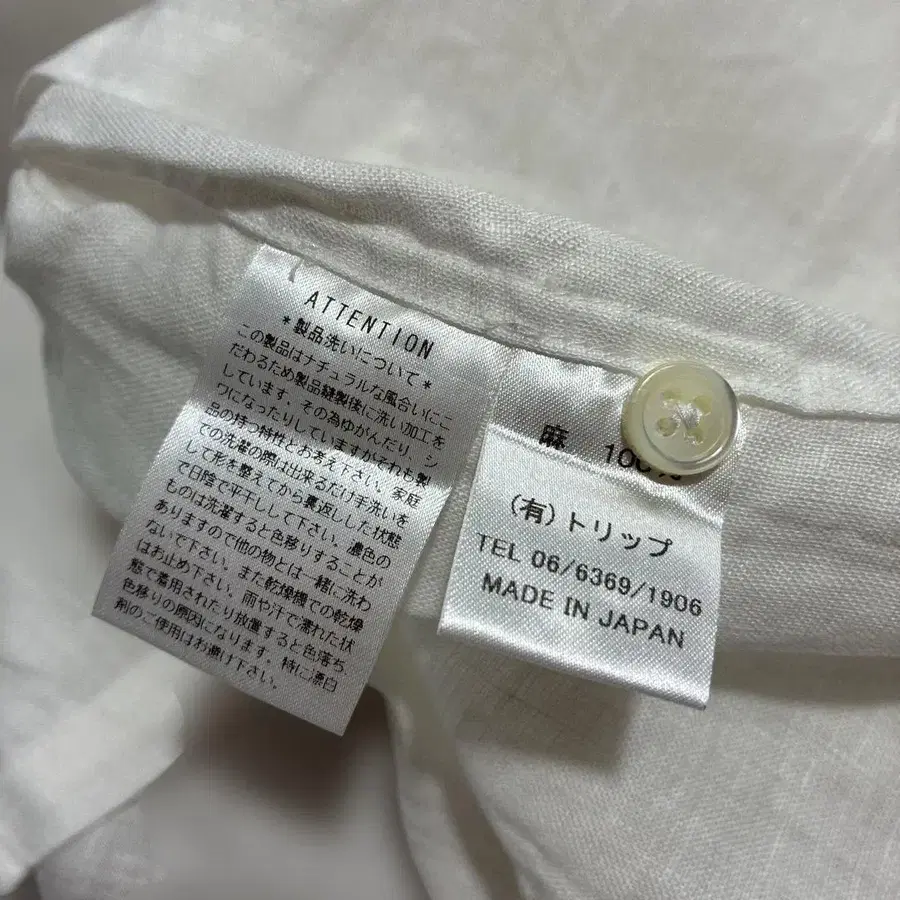 ATTENTION
*製品洗いについて*
この製品はナチュラルな風合いにこ
だわるため製品縫製後に洗い加工を
しています。その為ゆがんだり、シ
ワになったりしていますがそれも製
品の持つ特性とお考え下さい。家庭
での洗濯の際は出来るだけ手洗いを
して形を整えてから裏返しした状態
で日陰で平干しして下さい。濃色の
ものは洗濯すると色移りすることが
ありますので他の物とは一緒に洗わ
ないで下さい。また乾燥機での乾燥
はお止め下さい。雨や汗で濡れた状
態で着用されたり放置すると色落ち、
色移りの原因になります。特に漂白
剤のご使用はお避け下さい。
麻 100%
(有)トリップ
TEL 06/6369/1906
MADE IN JAPAN